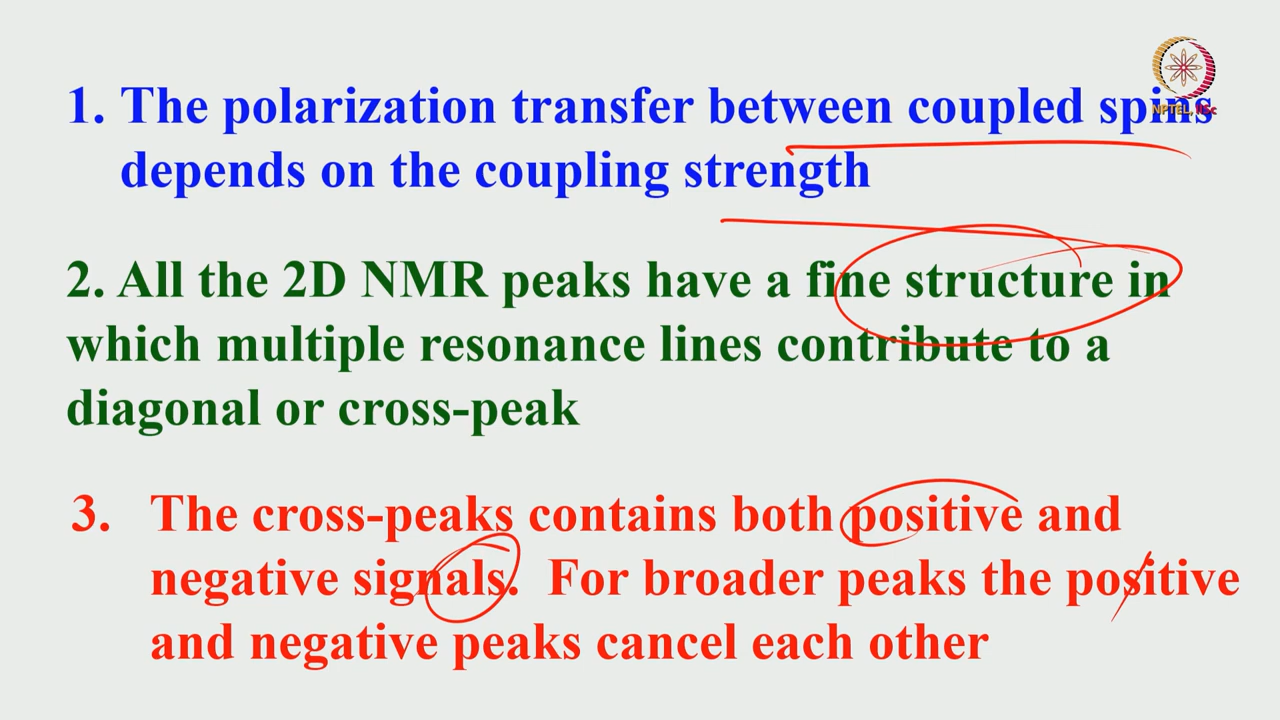 1. The polarization transfer between coupled spins
depends on the coupling strength
2. All the 2D NMR peaks have a fine structure in
which multiple resonance lines contribute to a
diagonal or cross-peak
3. The cross-peaks contains both positive and
negative signals. For broader peaks the positive
and negative peaks cancel each other
NPTEL, IISc